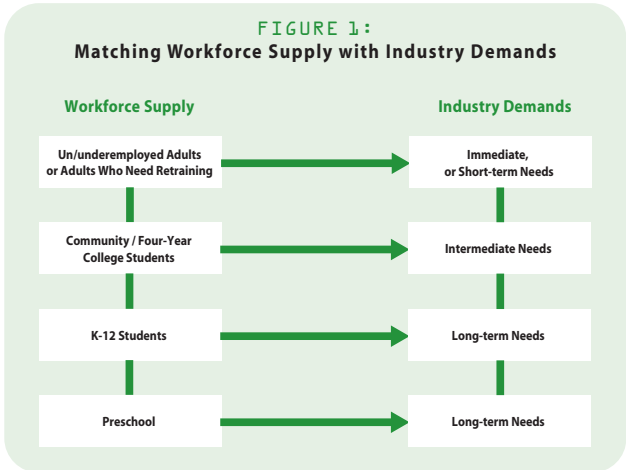 FIGURE 1:
Matching Workforce Supply with Industry Demands
Workforce Supply
Industry Demands
Un/underemployed Adults
or Adults Who Need Retraining
Immediate,
or Short-term Needs
Community / Four-Year
College Students
Intermediate Needs
K-12 Students
Long-term Needs
Preschool
Long-term Needs